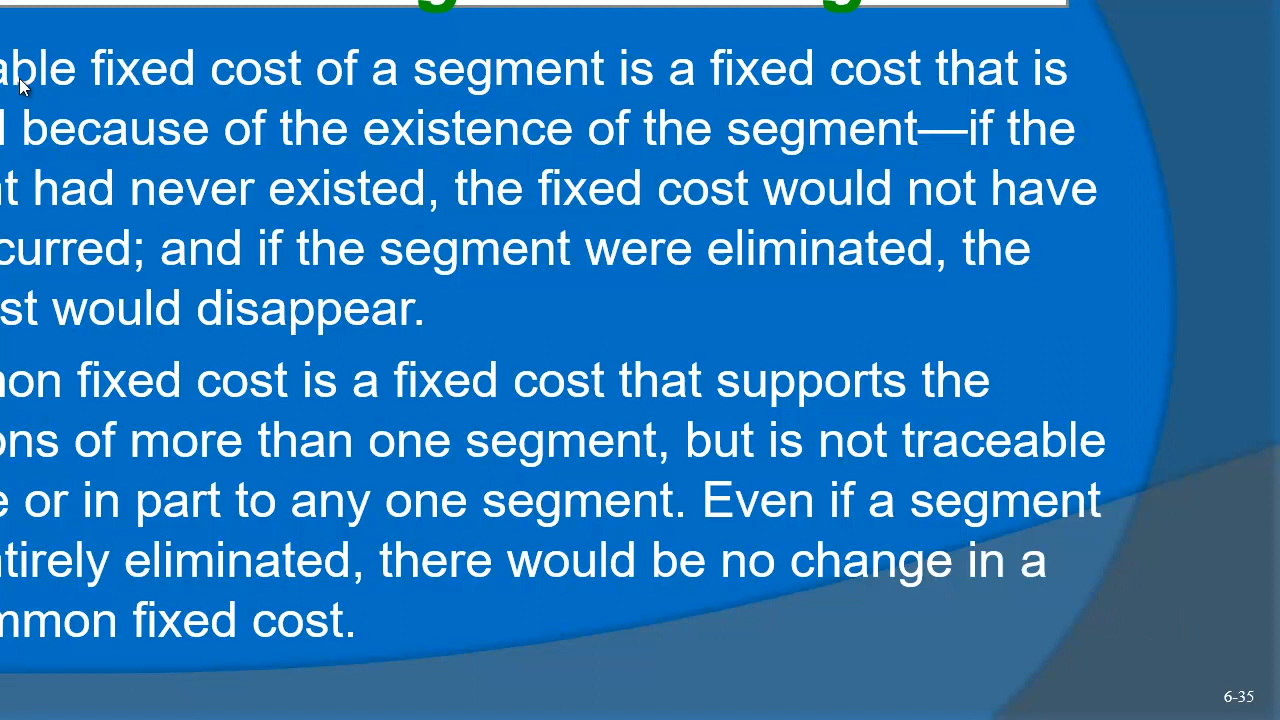 able fixed cost of a segment is a fixed cost that is
because of the existence of the segment—if the
t had never existed, the fixed cost would not have
curred; and if the segment were eliminated, the
st would disappear.
on fixed cost is a fixed cost that supports the
ons of more than one segment, but is not traceable
e or in part to any one segment. Even if a segment
tirely eliminated, there would be no change in a
mmon fixed cost.
6-35